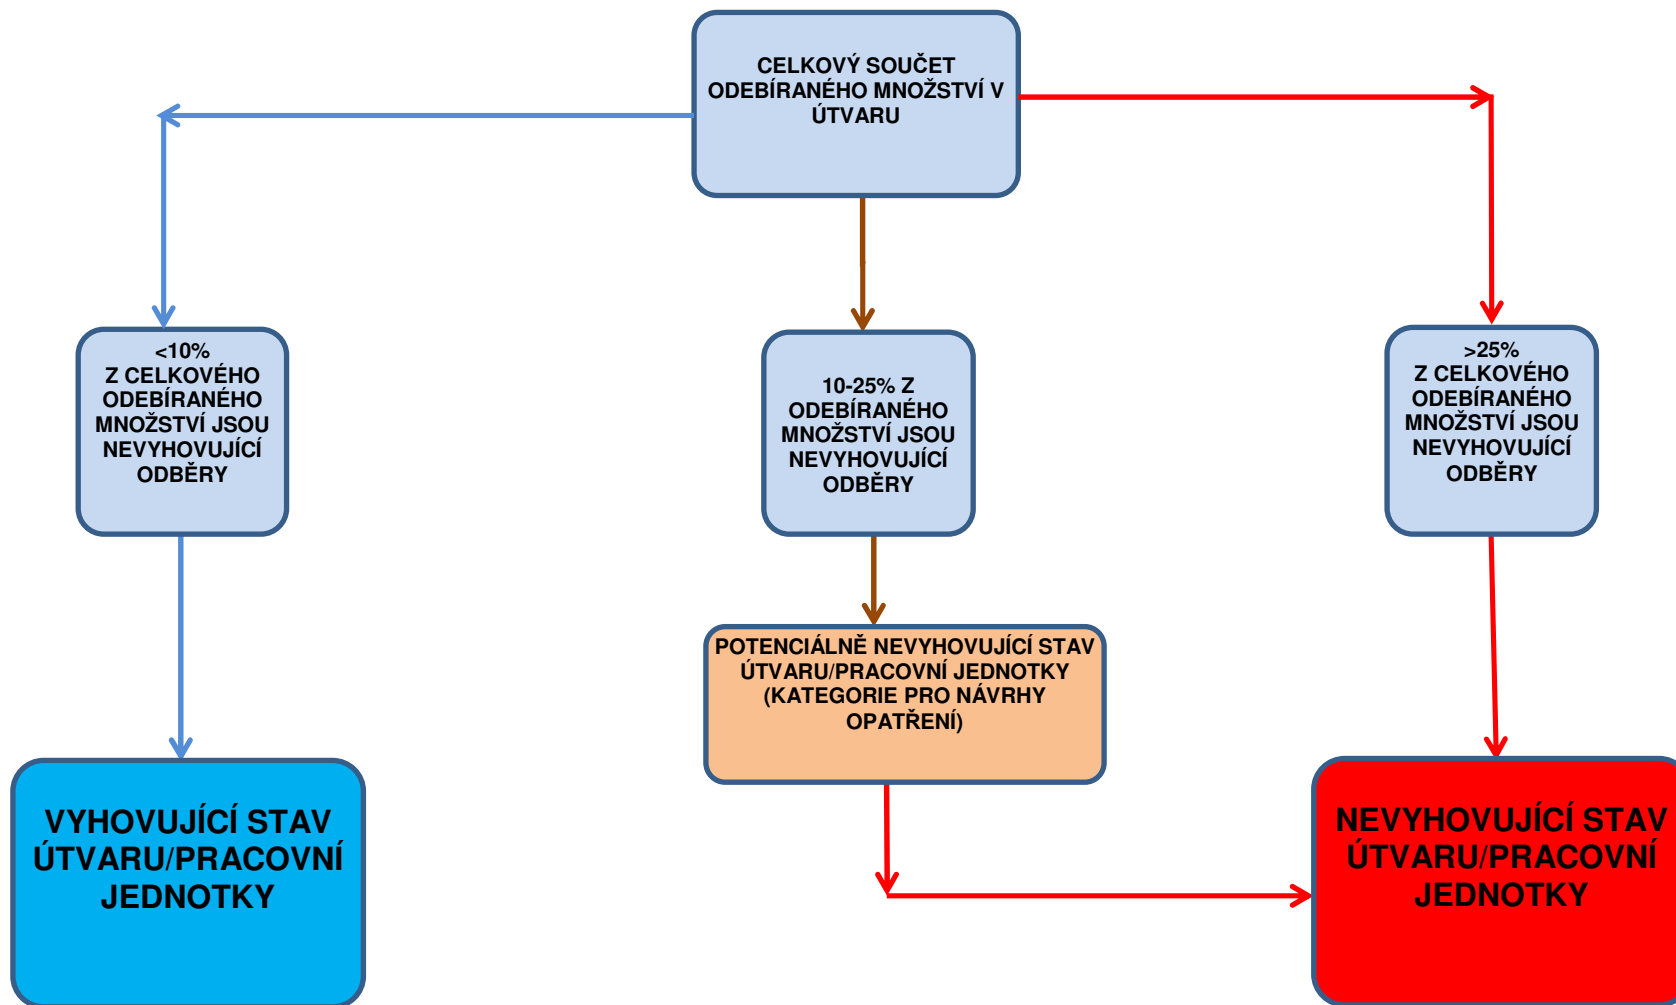 CELKOVÝ SOUČET
ODEBÍRANÉHO MNOŽSTVÍ V
ÚTVARU
<10%
Z CELKOVÉHO
ODEBÍRANÉHO
MNOŽSTVÍ JSOU
NEVYHOVUJÍCÍ
ODBĚRY
10-25% Z
ODEBÍRANÉHO
MNOŽSTVÍ JSOU
NEVYHOVUJÍCÍ
ODBĚRY
>25%
Z CELKÉHO
ODEBÍRANÉHO
MNOŽSTVÍ JSOU
NEVYHOVUJÍCÍ
ODBĚRY
POTENCIÁLNĚ NEVYHOVUJÍCÍ STAV
ÚTVARU/PRACOVNÍ JEDNOTKY
(KATEGORIE PRO NÁVRHY
OPATŘENÍ)
VYHOVUJÍCÍ STAV
ÚTVARU/PRACOVNÍ
JEDNOTKY
NEVYHOVUJÍCÍ STAV
ÚTVARU/PRACOVNÍ
JEDNOTKY